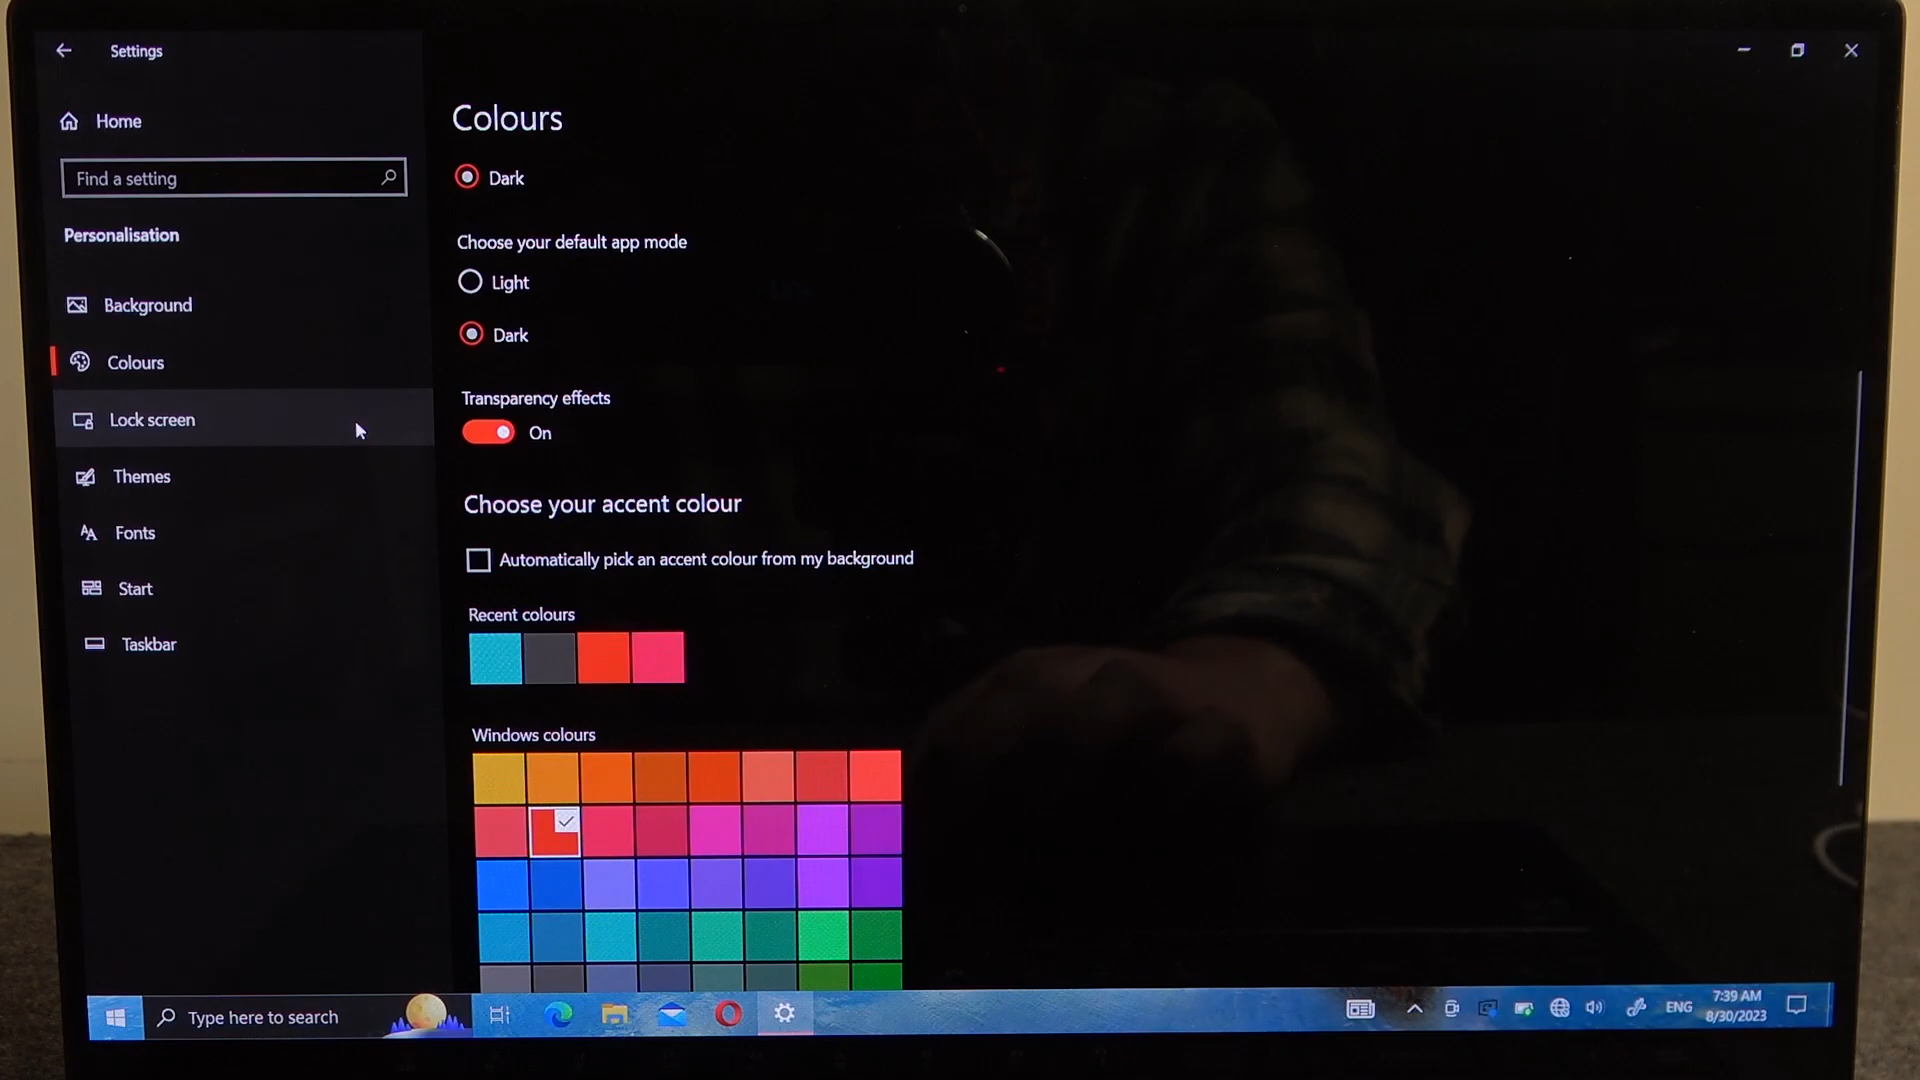 Settings
Home
Find a setting
Personalisation
Background
Colours
Lock screen
Themes
Fonts
Start
Taskbar
Colours
Dark
Choose your default app mode
Light
Dark
Transparency effects
On
Choose your accent colour
Automatically pick an accent colour from my background
Recent colours
Windows colours
Type here to search
ENG
7:39 AM
8/30/2023